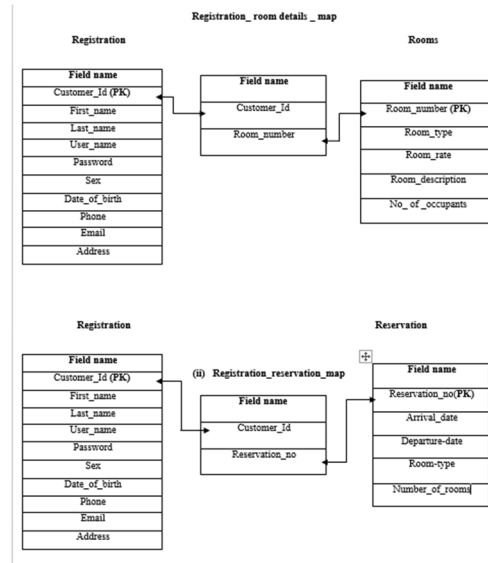 Registration_ room details _ map
Registration
Rooms
Field name
Customer_Id (PK)
First_name
Last_name
User_name
Password
Sex
Date_of_birth
Phone
Email
Address
Field name
Customer_Id
Room_number
Field name
Room_number (PK)
Room_type
Room_rate
Room_description
No_ of _occupants
Registration
Reservation
(ii) Registration_reservation_map
Field name
Customer_Id (PK)
First_name
Last_name
User_name
Password
Sex
Date_of_birth
Phone
Email
Address
Field name
Customer_Id
Reservation_no
Field name
Reservation_no(PK)
Arrival_date
Departure-date
Room-type
Number_of_rooms